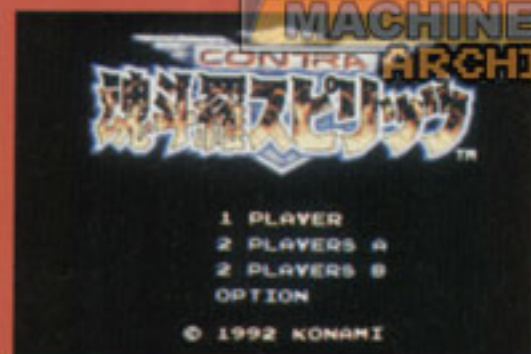 MACHINE
ARCHI
CONTRA
魂斗羅スピリッツ
TM
1 PLAYER
2 PLAYERS A
2 PLAYERS B
OPTION
© 1992 KONAMI